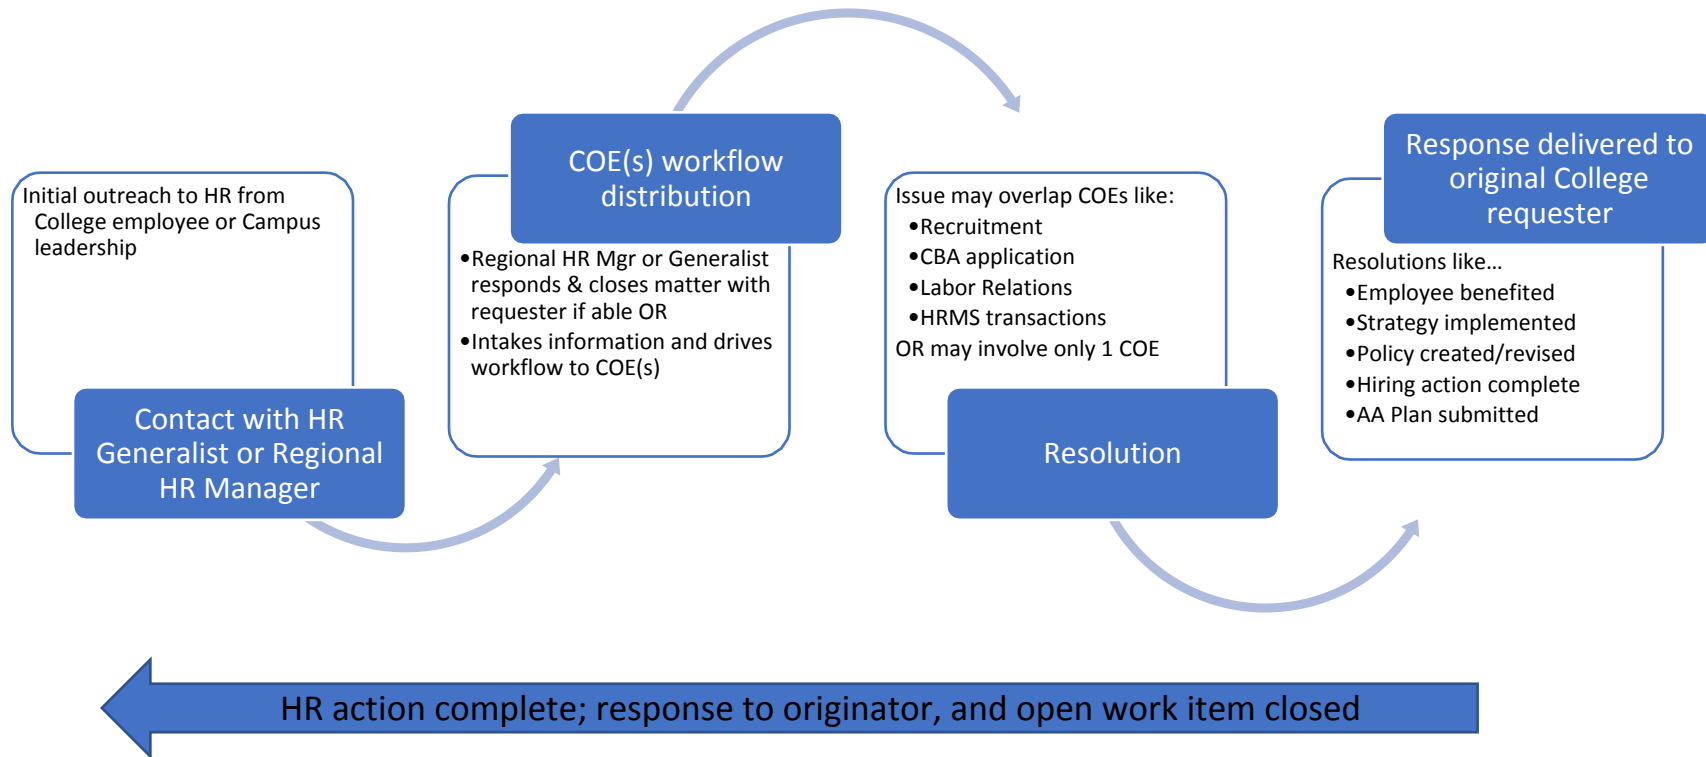 Initial outreach to HR from
College employee or Campus
leadership
Contact with HR
Generalist or Regional
HR Manager
COE(s) workflow
distribution
•Regional HR Mgr or Generalist
responds & closes matter with
requester if able OR
•Intakes information and drives
workflow to COE(s)
Issue may overlap COEs like:
•Recruitment
•CBA application
•Labor Relations
•HRMS transactions
OR may involve only 1 COE
Resolution
Response delivered to
original College
requester
Resolutions like…
•Employee benefited
•Strategy implemented
•Policy created/revised
•Hiring action complete
•AA Plan submitted
HR action complete; response to originator, and open work item closed